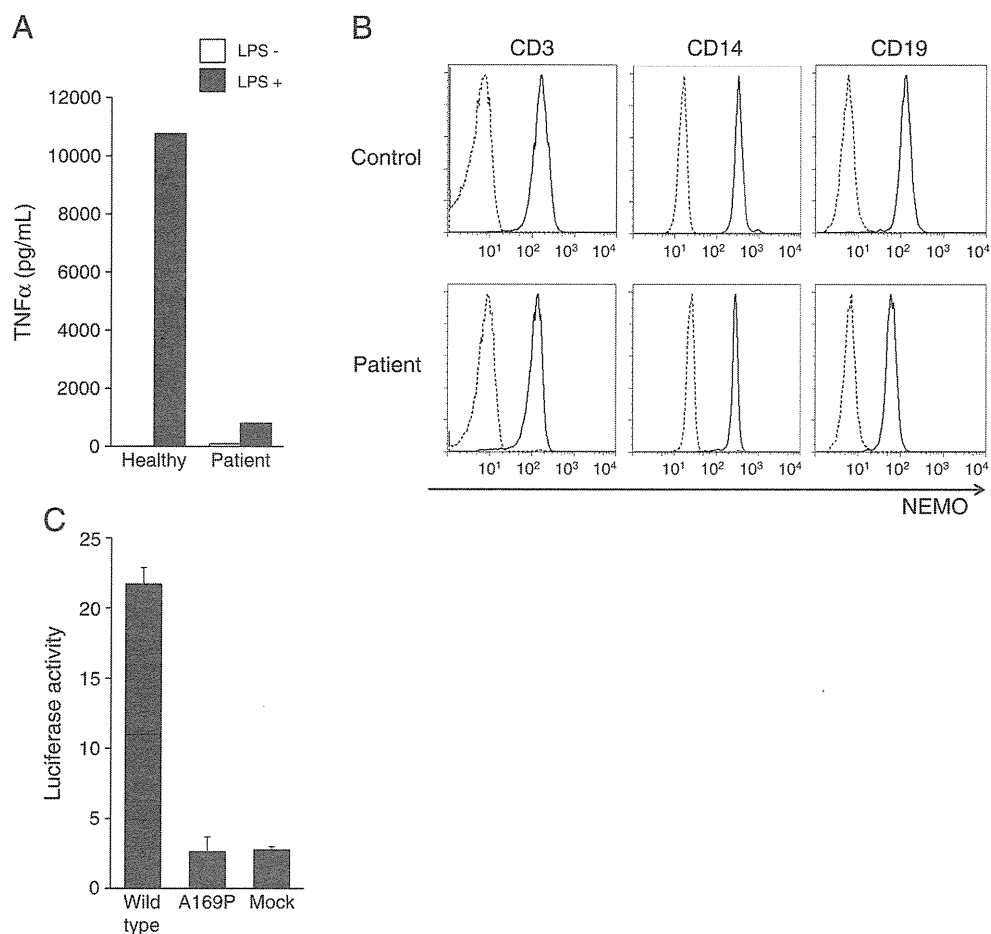 A
LPS -
LPS +
TNFα (pg/mL)
12000
10000
8000
6000
4000
2000
0
Healthy Patient
B
CD3 CD14 CD19
Control
10¹ 10² 10³ 10⁴ 10¹ 10² 10³ 10⁴ 10¹ 10² 10³ 10⁴
Patient
10¹ 10² 10³ 10⁴ 10¹ 10² 10³ 10⁴ 10¹ 10² 10³ 10⁴
NEMO
C
Luciferase activity
25
20
15
10
5
0
Wild type A169P Mock